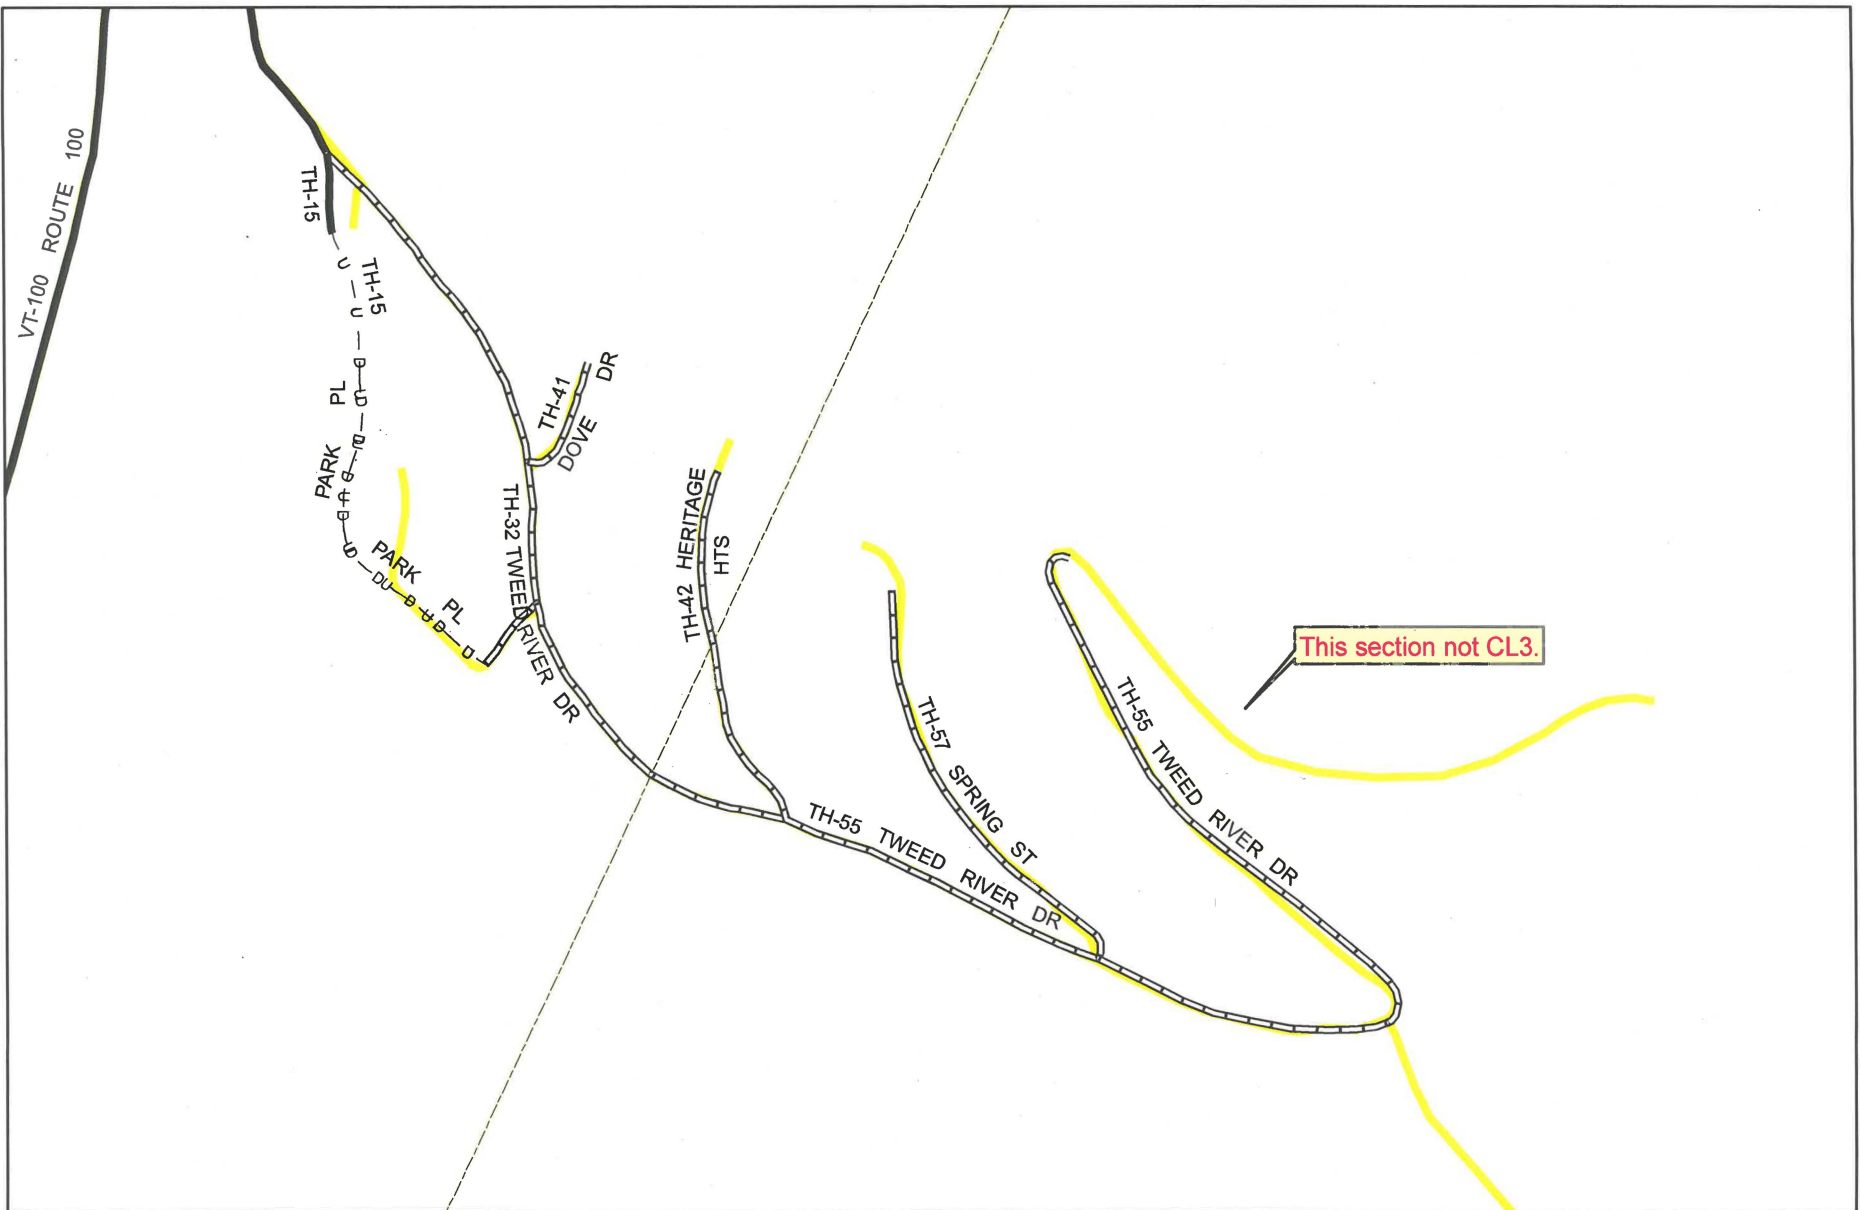 VT-100 ROUTE 100
TH-15
TH-15
PARK PL
PARK PL
TH-41
DOVE DR
TH-32 TWEED RIVER DR
TH-42 HERITAGE HTS
TH-55 TWEED RIVER DR
TH-57 SPRING ST
TH-55 TWEED RIVER DR
This section not CL3.